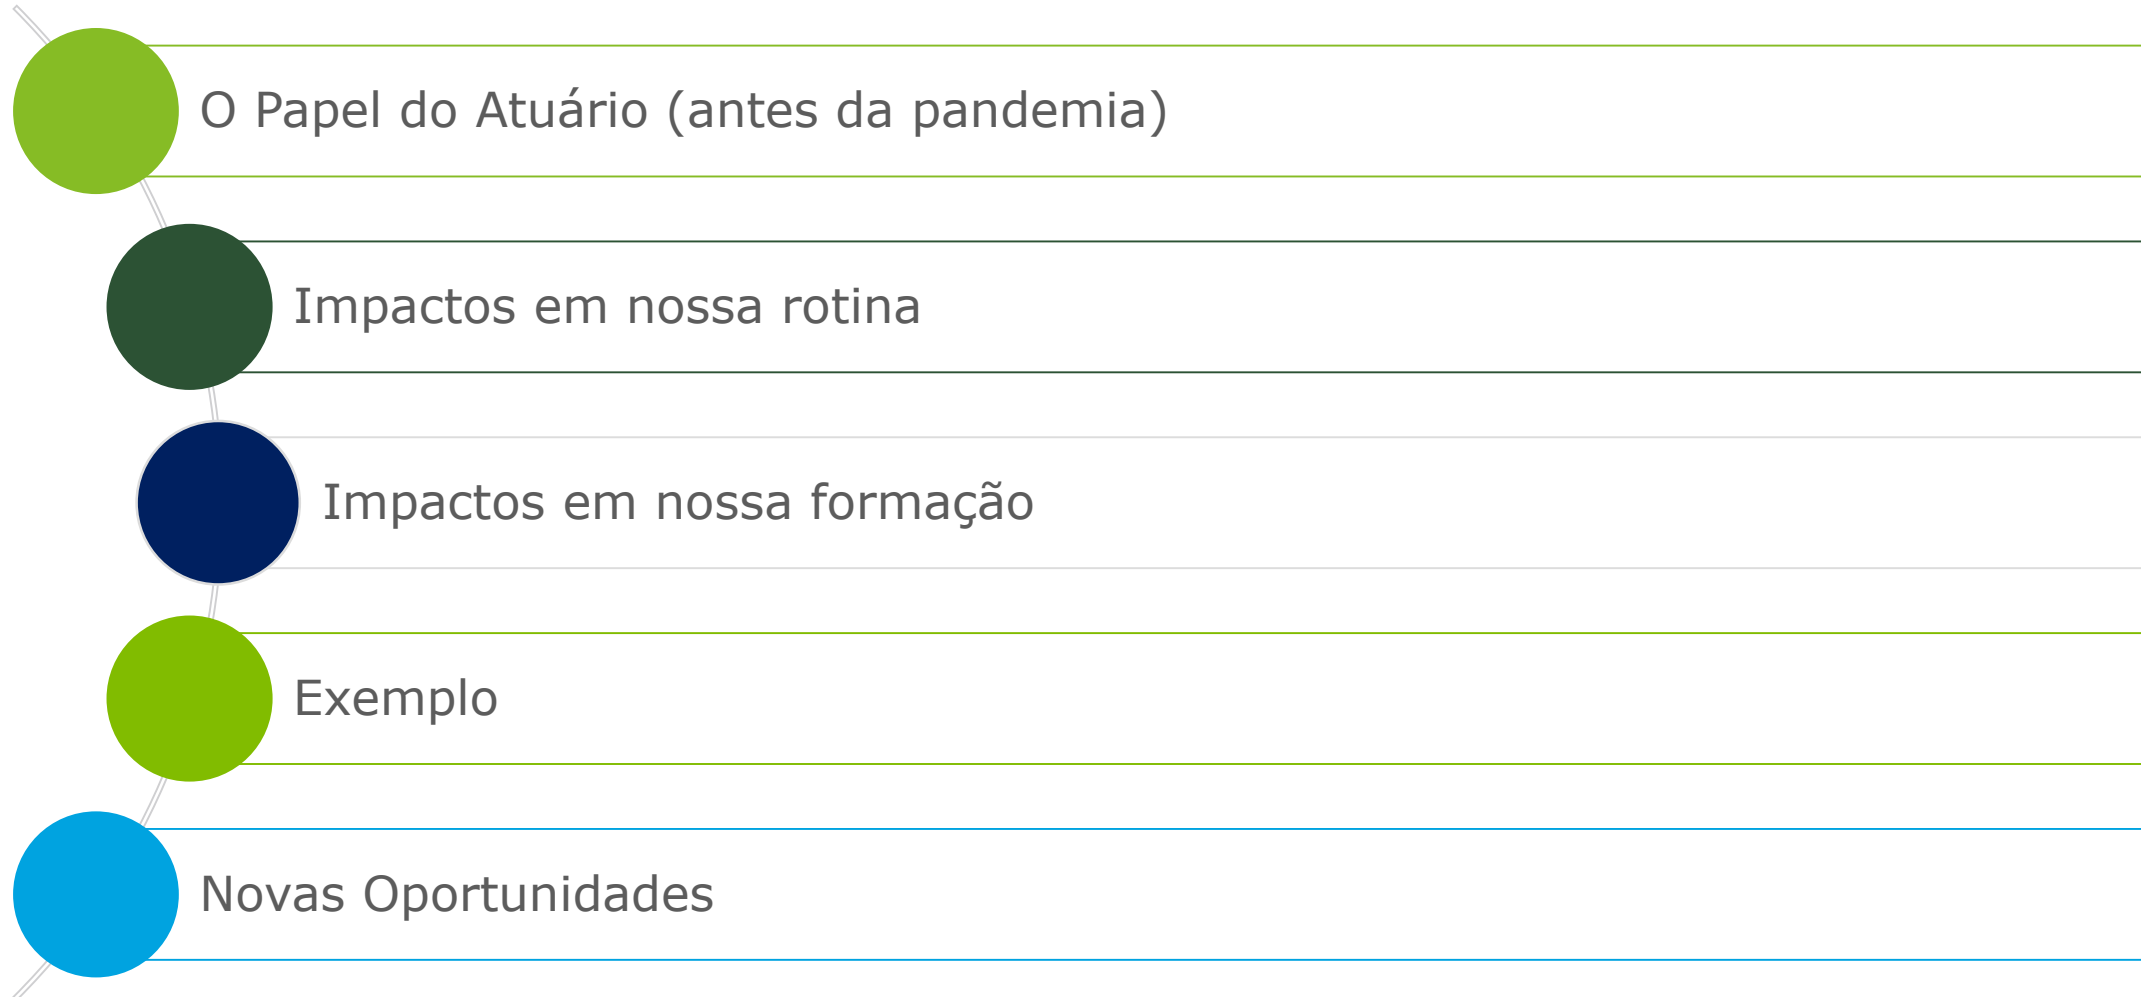 O Papel do Atuário (antes da pandemia)
Impactos em nossa rotina
Impactos em nossa formação
Exemplo
Novas Oportunidades